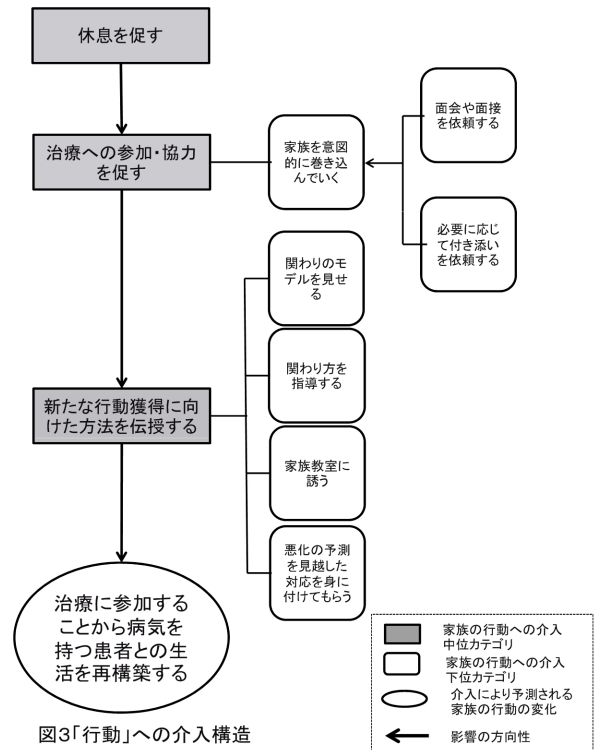 休息を促す
治療への参加・協力
を促す
家族を意図
的に巻き込
んでいく
面会や面接
を依頼する
必要に応じ
て付き添い
を依頼する
関わりのモ
デルを見せ
る
関わり方を
指導する
新たな行動獲得に向
けた方法を伝授する
家族教室に
誘う
悪化の予測
を見越した
対応を身に
付けてもらう
治療に参加する
ことから病気を
持つ患者との生
活を再構築する
家族の行動への介入
中位カテゴリ
家族の行動への介入
下位カテゴリ
介入により予測される
家族の行動の変化
影響の方向性
図3「行動」への介入構造